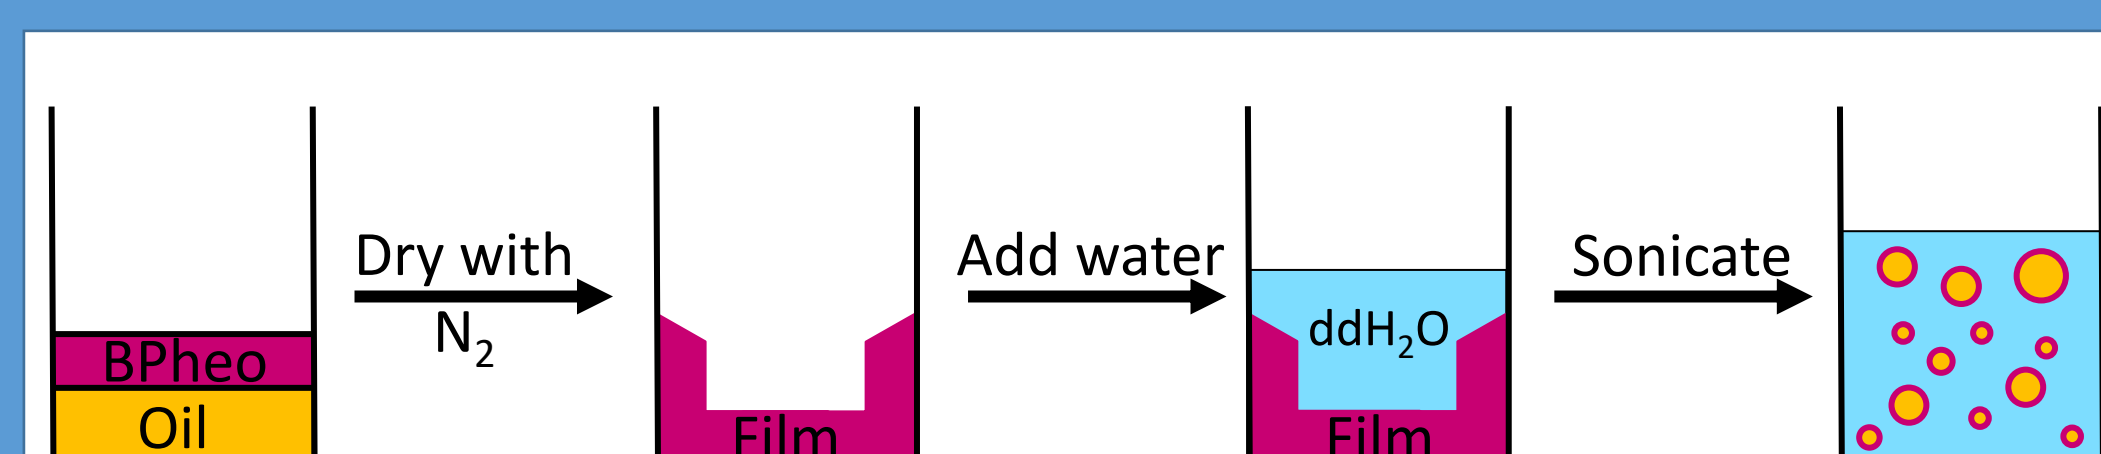 BPheo
Oil
Dry with
N₂
Film
Add water
ddH₂O
Film
Sonicate